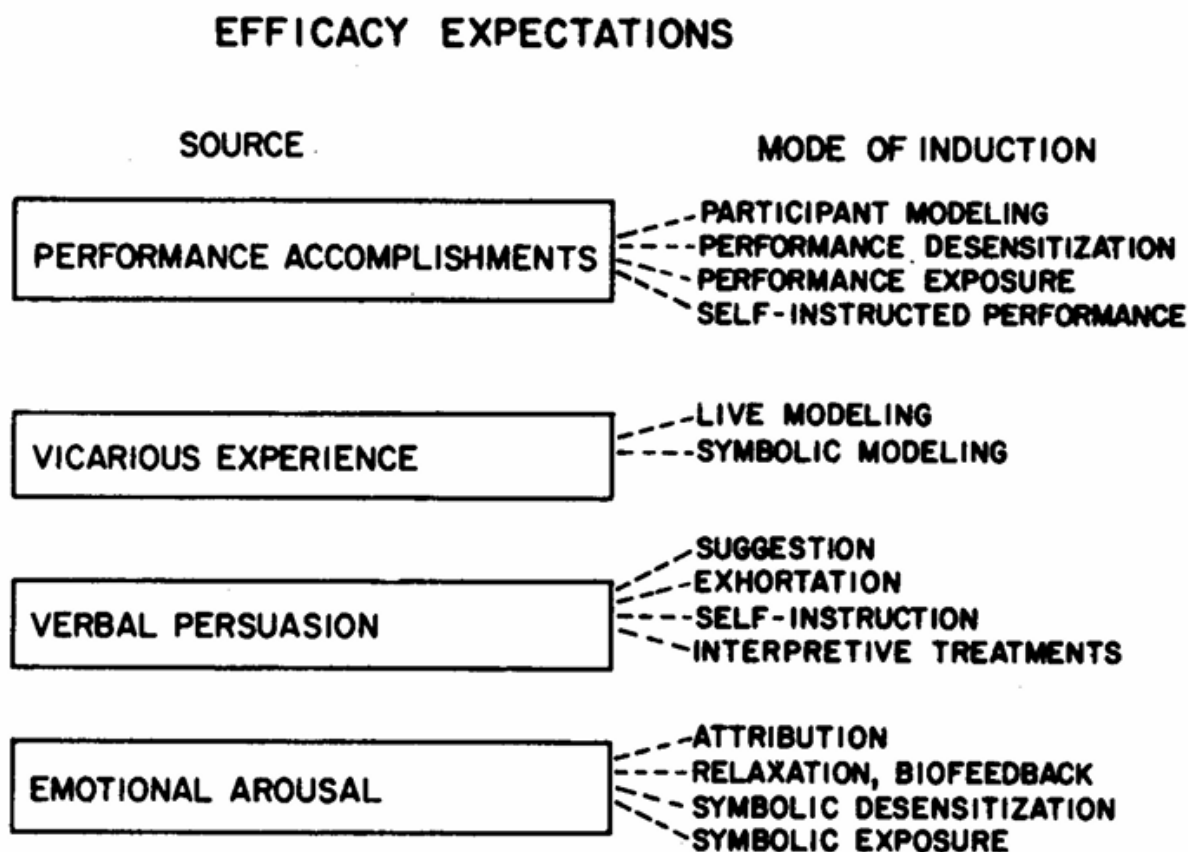 EFFICACY EXPECTATIONS
SOURCE
MODE OF INDUCTION
PERFORMANCE ACCOMPLISHMENTS
PARTICIPANT MODELING
PERFORMANCE DESENSITIZATION
PERFORMANCE EXPOSURE
SELF-INSTRUCTED PERFORMANCE
VICARIOUS EXPERIENCE
LIVE MODELING
SYMBOLIC MODELING
VERBAL PERSUASION
SUGGESTION
EXHORTATION
SELF-INSTRUCTION
INTERPRETIVE TREATMENTS
EMOTIONAL AROUSAL
ATTRIBUTION
RELAXATION, BIOFEEDBACK
SYMBOLIC DESENSITIZATION
SYMBOLIC EXPOSURE